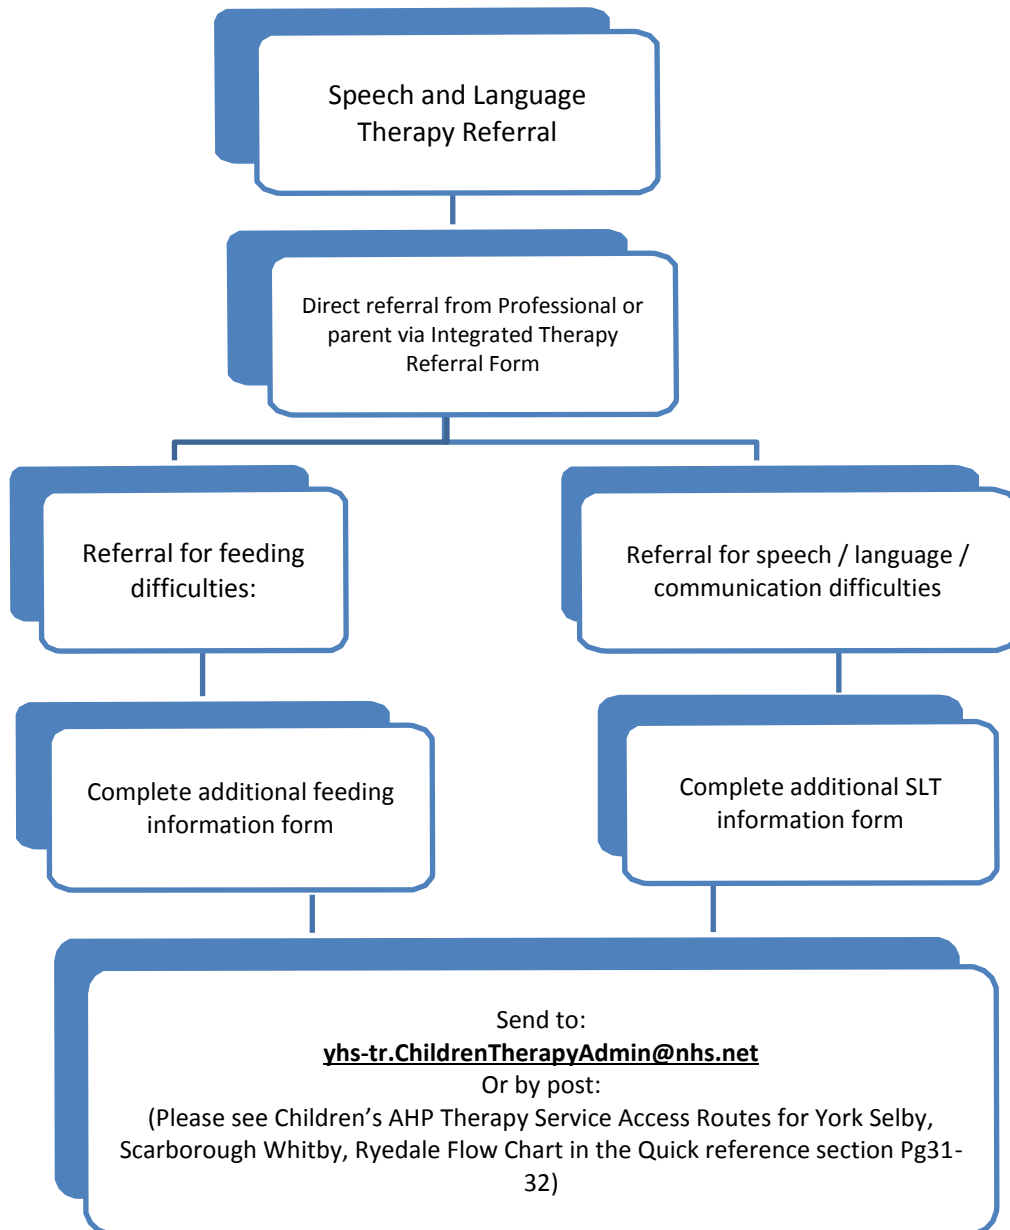 Speech and Language
Therapy Referral
Direct referral from Professional or
parent via Integrated Therapy
Referral Form
Referral for feeding
difficulties:
Referral for speech / language /
communication difficulties
Complete additional feeding
information form
Complete additional SLT
information form
Send to:
yhs-tr.ChildrenTherapyAdmin@nhs.net
Or by post:
(Please see Children’s AHP Therapy Service Access Routes for York Selby,
Scarborough Whitby, Ryedale Flow Chart in the Quick reference section Pg31-
32)